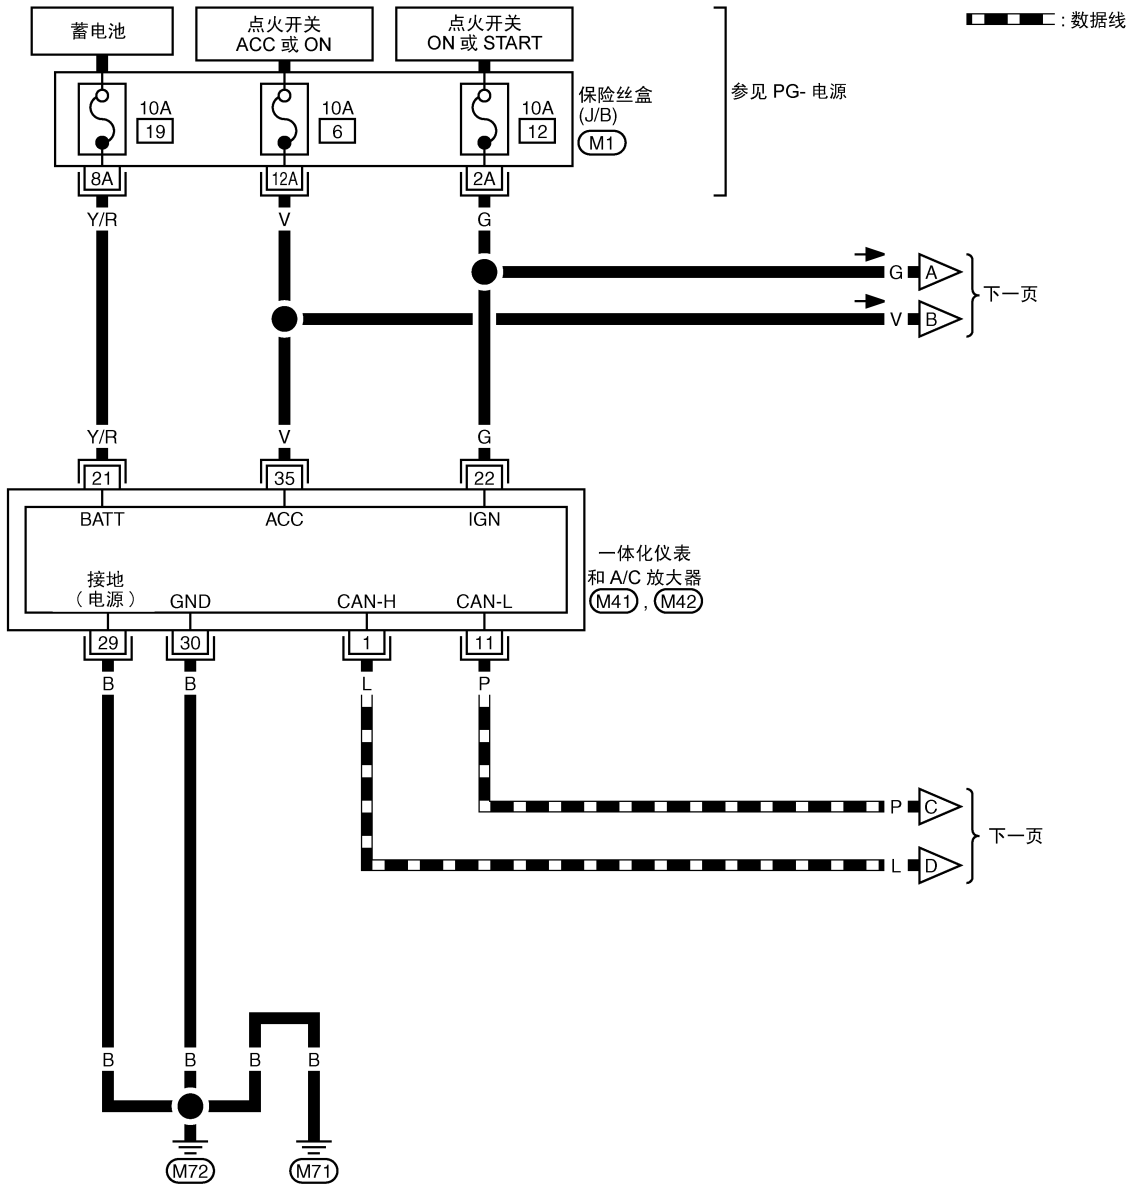 蓄电池
点火开关
ACC 或 ON
点火开关
ON 或 START
: 数据线
10A
19
10A
6
10A
12
保险丝盒
(J/B)
M1
参见 PG- 电源
8A
12A
2A
Y/R
V
G
G
A
V
B
下一页
Y/R
V
G
21
35
22
BATT
ACC
IGN
一体化仪表
和 A/C 放大器
M41 , M42
接地
（电源）
GND
CAN-H
CAN-L
29
30
1
11
B
B
L
P
P
C
L
D
下一页
B
B
B
B
M72
M71